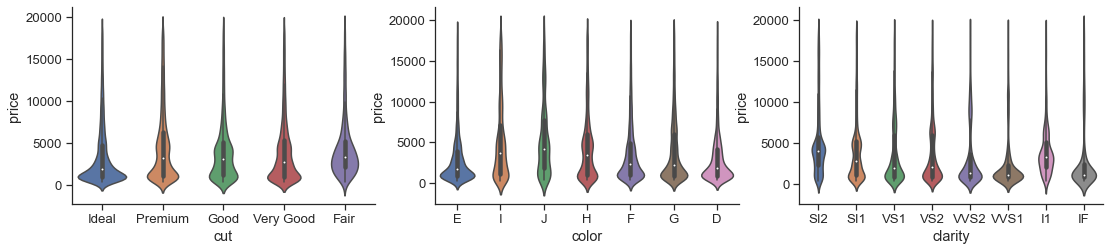 20000
15000
10000
5000
0
price
Ideal Premium Good Very Good Fair
cut
20000
15000
10000
5000
0
price
E I J H F G D
color
20000
15000
10000
5000
0
price
SI2 SI1 VS1 VS2 VVS2 VVS1 I1 IF
clarity